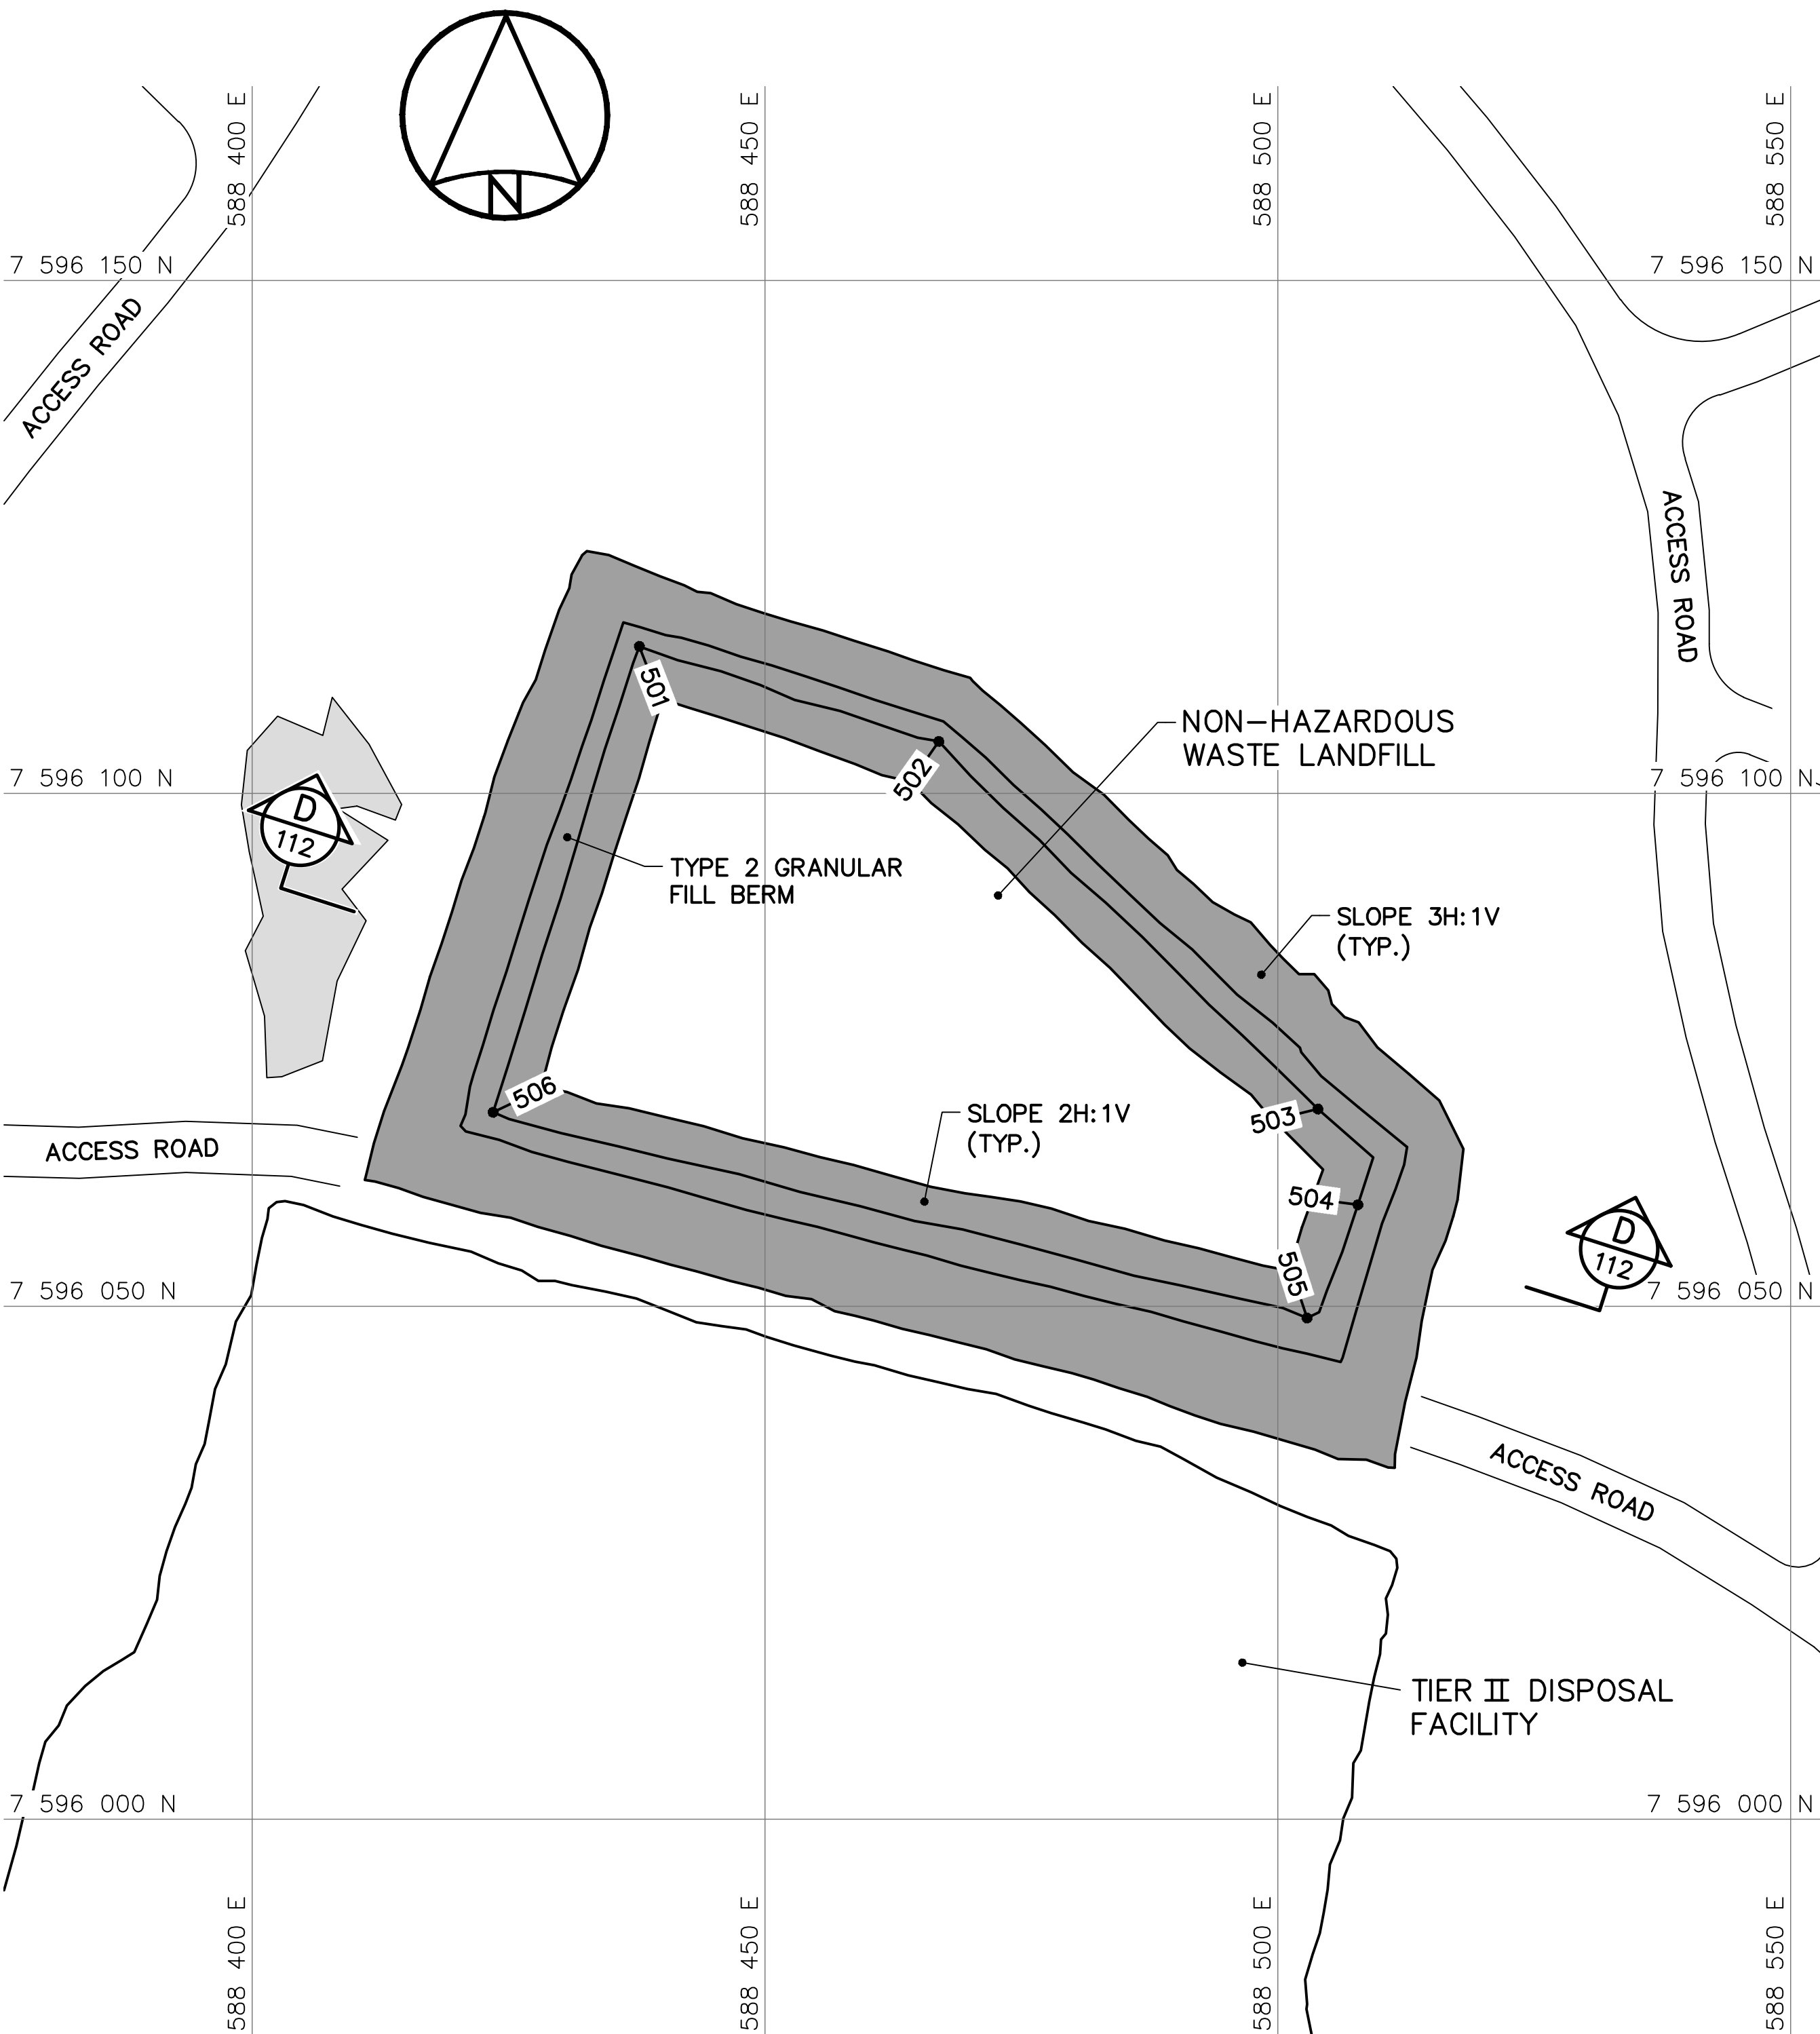 N
588 400 E
588 450 E
588 500 E
588 550 E
7 596 150 N
7 596 150 N
ACCESS ROAD
ACCESS ROAD
501
NON-HAZARDOUS
WASTE LANDFILL
502
7 596 100 N
7 596 100 N
D
112
TYPE 2 GRANULAR
FILL BERM
SLOPE 3H:1V
(TYP.)
506
SLOPE 2H:1V
(TYP.)
503
ACCESS ROAD
504
D
112
505
7 596 050 N
7 596 050 N
ACCESS ROAD
TIER II DISPOSAL
FACILITY
7 596 000 N
7 596 000 N
588 400 E
588 450 E
588 500 E
588 550 E